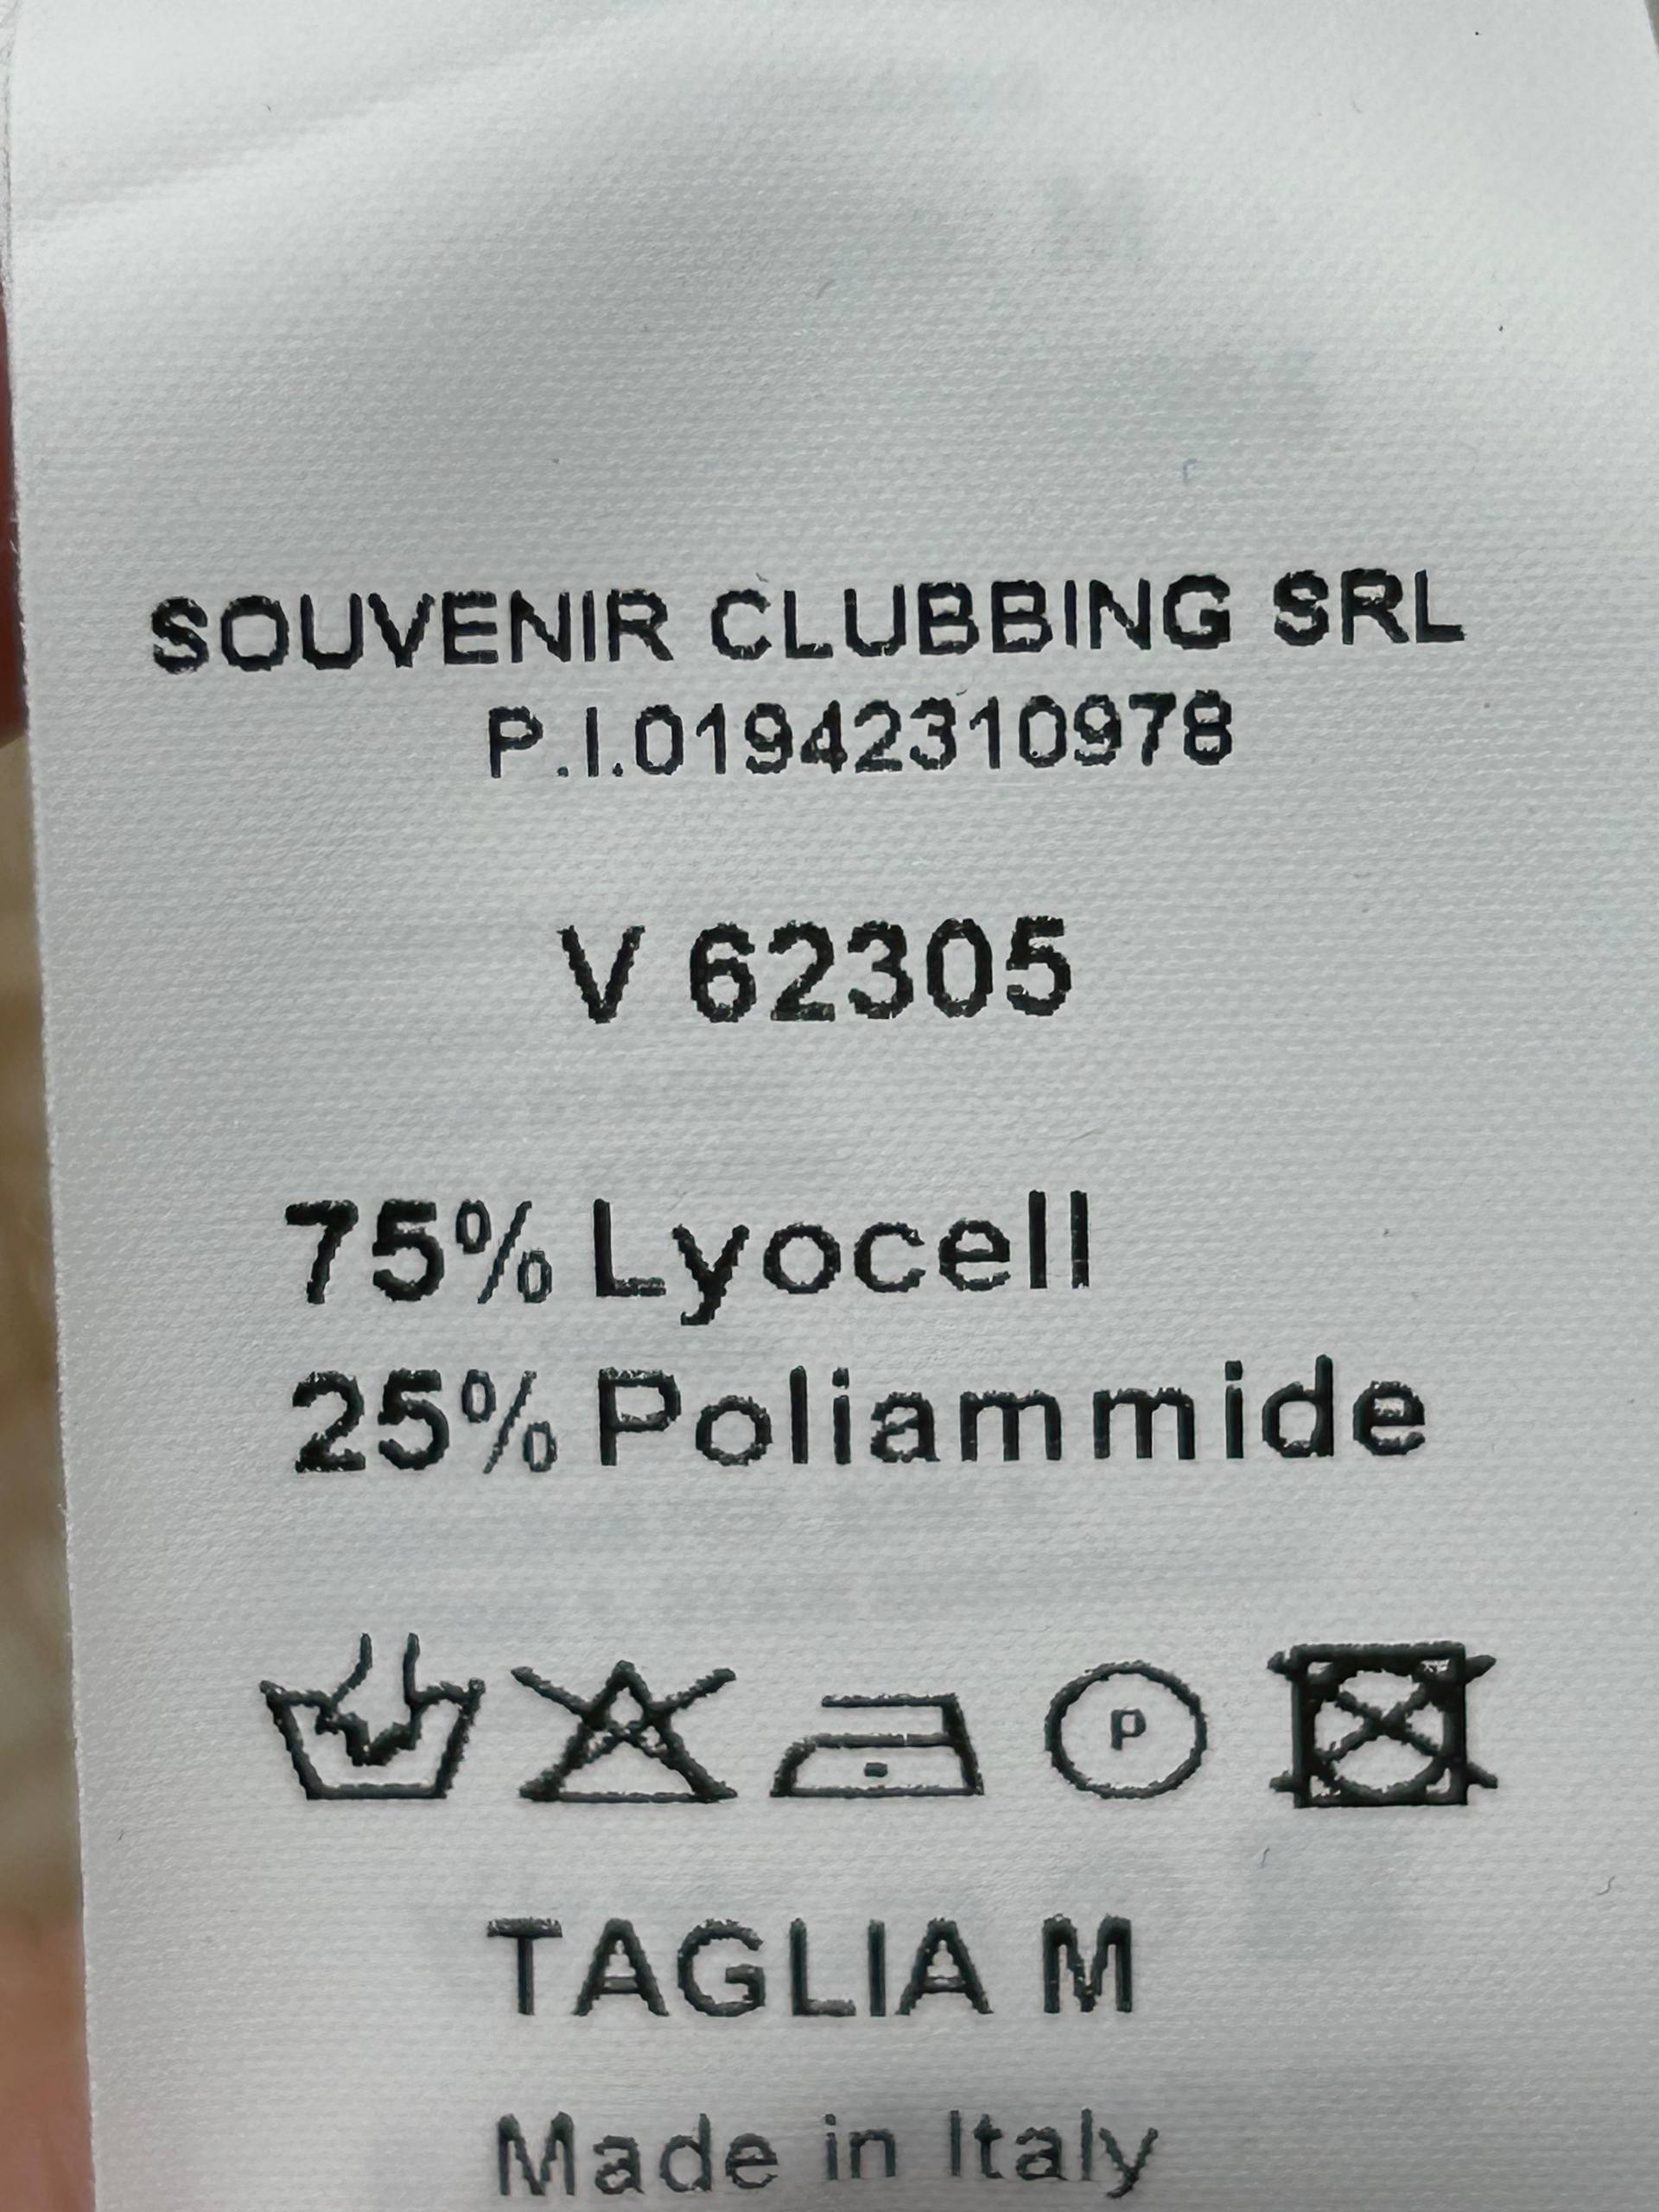 SOUVENIR CLUBBING SRL
P.I.01942310978
V 62305
75% Lyocell
25% Poliammide
P
TAGLIA M
Made in Italy